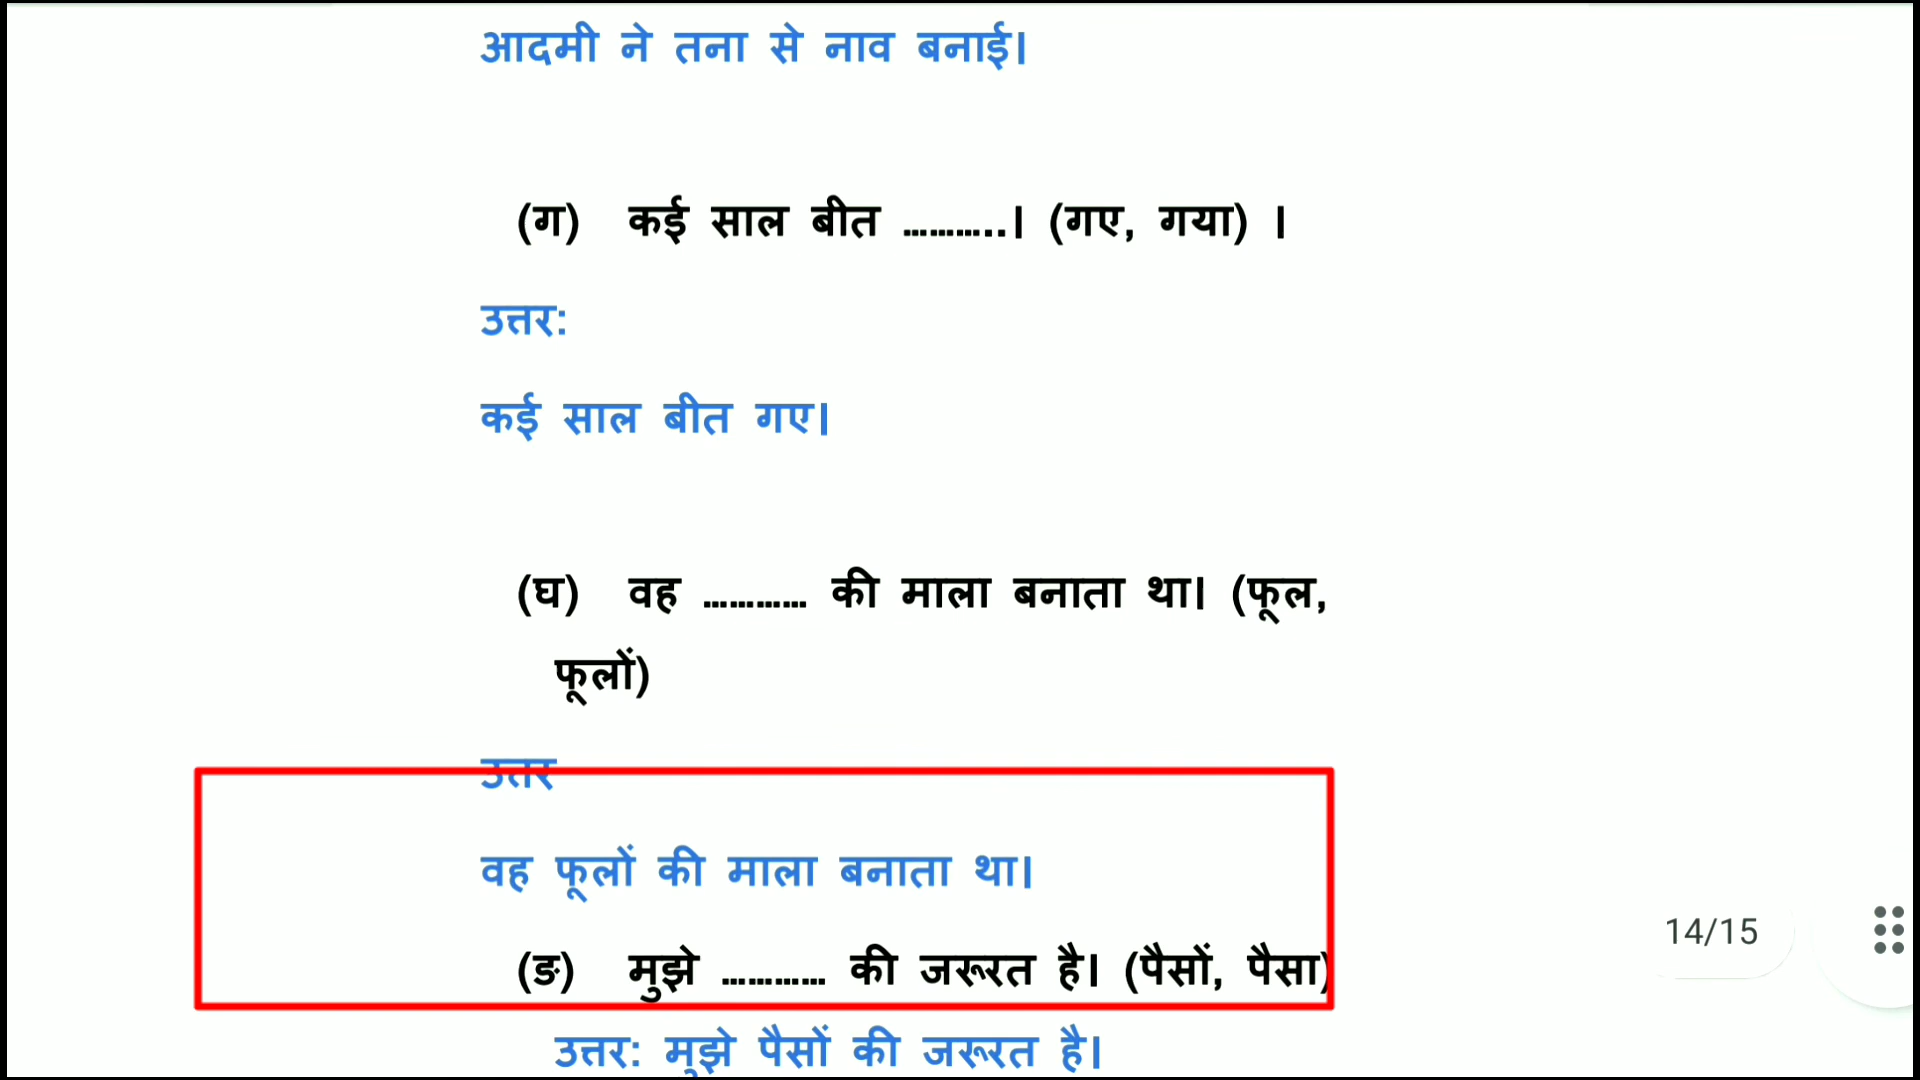 आदमी ने तना से नाव बनाई।
(ग) कई साल बीत ………..। (गए, गया) ।
उत्तर:
कई साल बीत गए।
(घ) वह ………… की माला बनाता था। (फूल,
फूलों)
उत्तर
वह फूलों की माला बनाता था।
(ङ) मुझे ………… की जरूरत है। (पैसों, पैसा)
14/15
उत्तर: मुझे पैसों की जरूरत है।